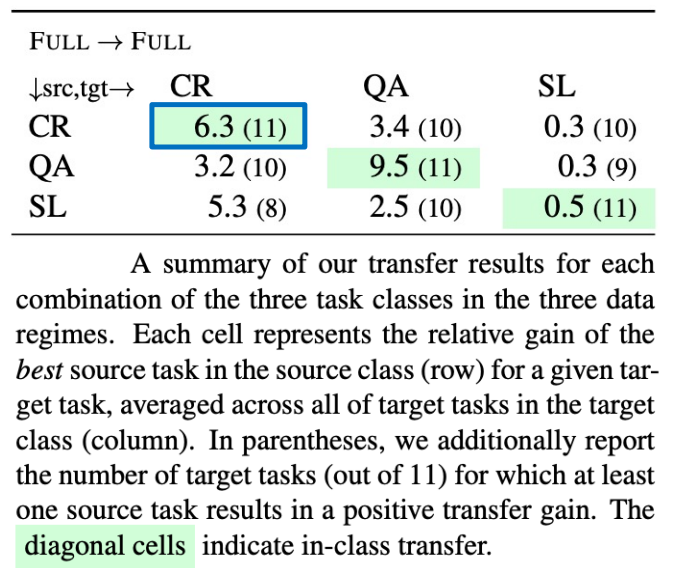 FULL → FULL
↓src,tgt→ CR QA SL
CR 6.3 (11) 3.4 (10) 0.3 (10)
QA 3.2 (10) 9.5 (11) 0.3 (9)
SL 5.3 (8) 2.5 (10) 0.5 (11)
A summary of our transfer results for each
combination of the three task classes in the three data
regimes. Each cell represents the relative gain of the
best source task in the source class (row) for a given tar-
get task, averaged across all of target tasks in the target
class (column). In parentheses, we additionally report
the number of target tasks (out of 11) for which at least
one source task results in a positive transfer gain. The
diagonal cells indicate in-class transfer.